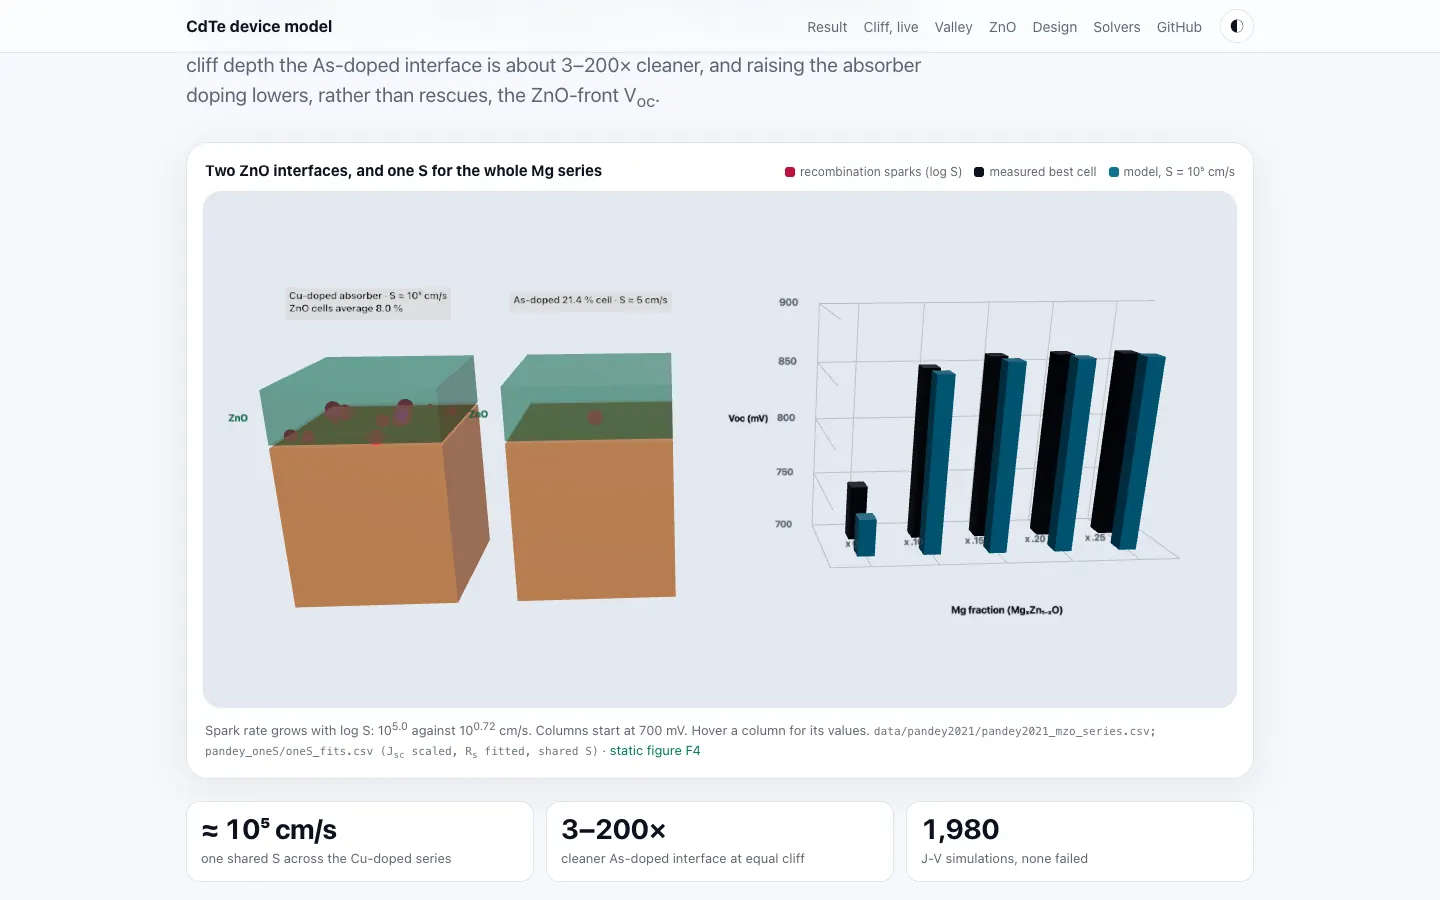 CdTe device model
Result Cliff, live Valley ZnO Design Solvers GitHub
cliff depth the As-doped interface is about 3–200× cleaner, and raising the absorber
doping lowers, rather than rescues, the ZnO-front Voc.
Two ZnO interfaces, and one S for the whole Mg series
recombination sparks (log S) measured best cell model, S = 10⁵ cm/s
Cu-doped absorber · S ≈ 10⁵ cm/s
ZnO cells average 8.0 %
As-doped 21.4 % cell · S ≈ 5 cm/s
ZnO
ZnO
900
850
Voc (mV) 800
750
700
x .15 x .20 x .25
Mg fraction (MgₓZn₁₋ₓO)
Spark rate grows with log S: 10⁵·⁰ against 10⁰·⁷² cm/s. Columns start at 700 mV. Hover a column for its values. data/pandey2021/pandey2021_mzo_series.csv;
pandey_oneS/oneS_fits.csv (Jsc scaled, Rs fitted, shared S) · static figure F4
≈ 10⁵ cm/s
one shared S across the Cu-doped series
3–200×
cleaner As-doped interface at equal cliff
1,980
J-V simulations, none failed